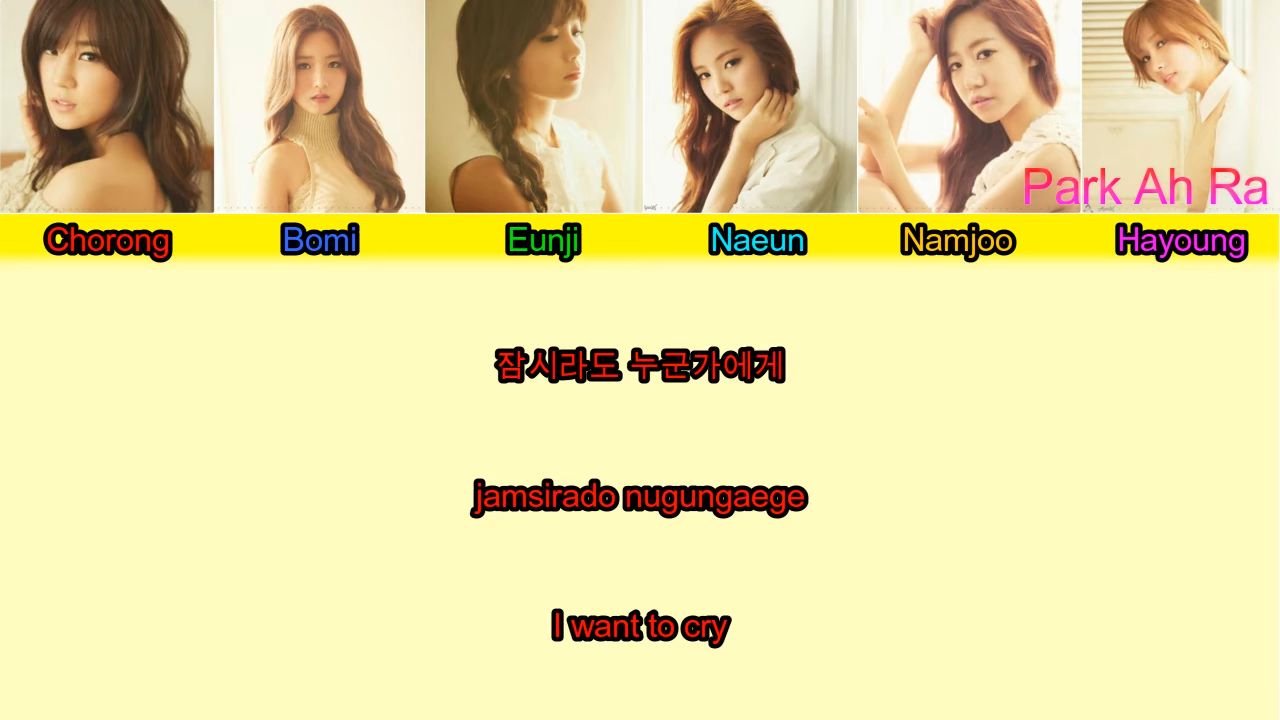 Park Ah Ra
Chorong Bomi Eunji Naeun Namjoo Hayoung
잠시라도 누군가에게
jamsirado nugungaege
I want to cry